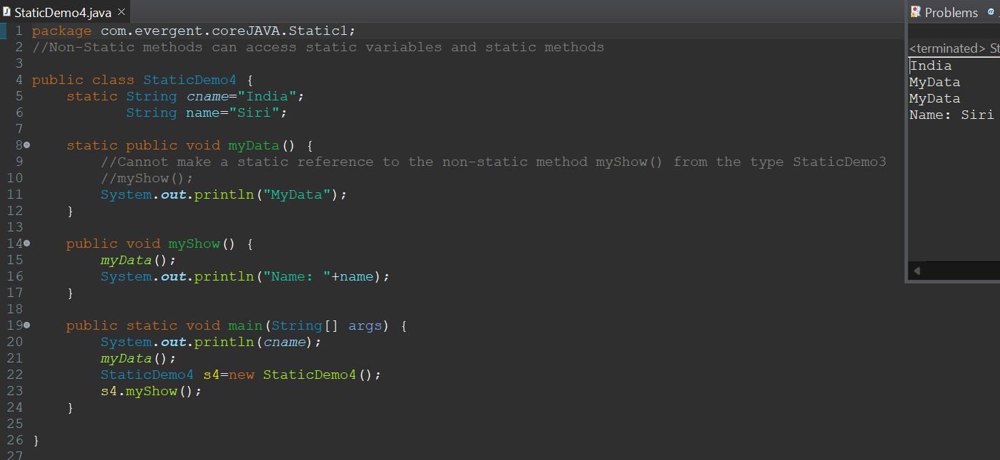 StaticDemo4.java
Problems @
1 package com.evergent.coreJAVA.Static1;
2 //Non-Static methods can access static variables and static methods
3
4 public class StaticDemo4 {
5     static String cname="India";
6            String name="Siri";
7
8     static public void myData() {
9         //Cannot make a static reference to the non-static method myShow() from the type StaticDemo3
10         //myShow();
11         System.out.println("MyData");
12     }
13
14     public void myShow() {
15         myData();
16         System.out.println("Name: "+name);
17     }
18
19     public static void main(String[] args) {
20         System.out.println(cname);
21         myData();
22         StaticDemo4 s4=new StaticDemo4();
23         s4.myShow();
24     }
25
26 }
27
<terminated> St
India
MyData
MyData
Name: Siri